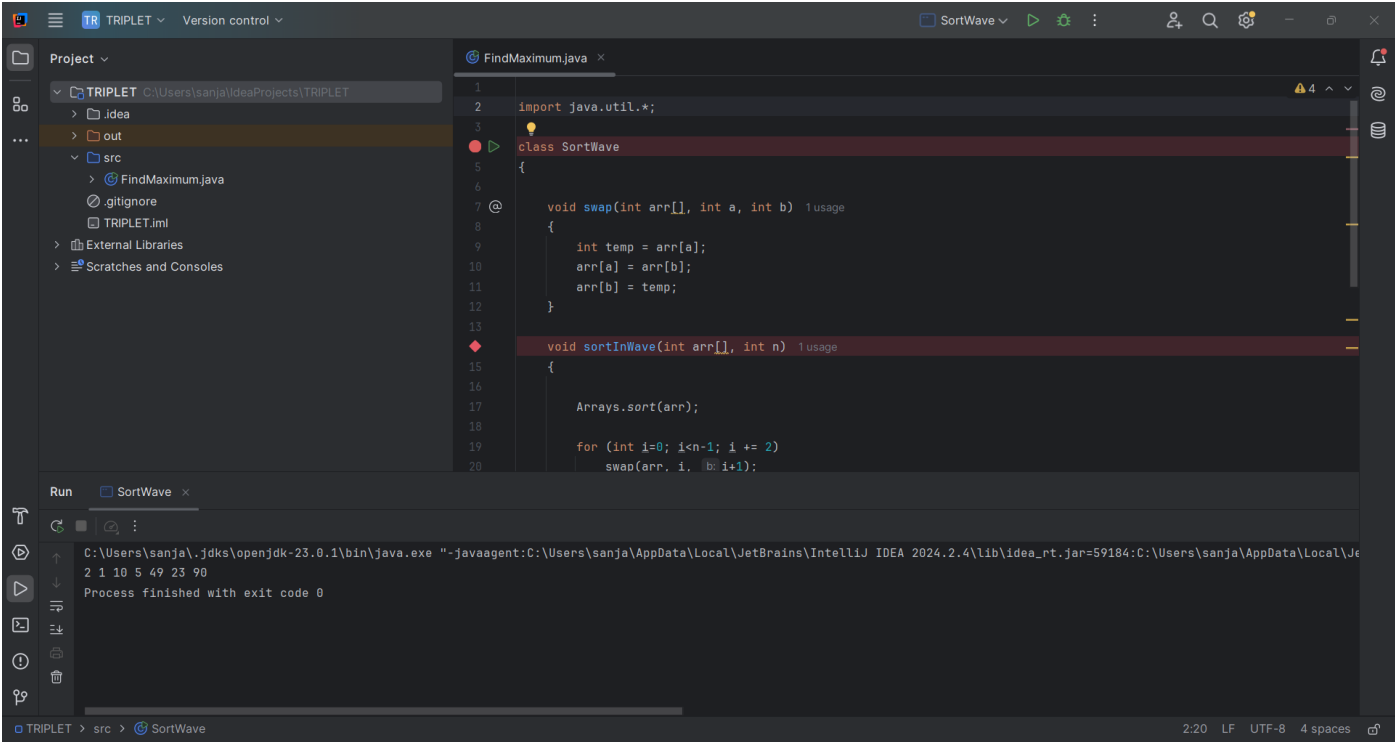 TR TRIPLET Version control SortWave
Project
FindMaximum.java
TRIPLET C:\Users\sanja\IdeaProjects\TRIPLET
.idea
out
src
FindMaximum.java
.gitignore
TRIPLET.iml
External Libraries
Scratches and Consoles
4
1
2 import java.util.*;
3
class SortWave
5 {
6
7 @ void swap(int arr[], int a, int b) 1 usage
8 {
9 int temp = arr[a];
10 arr[a] = arr[b];
11 arr[b] = temp;
12 }
13
void sortInWave(int arr[], int n) 1 usage
15 {
16
17 Arrays.sort(arr);
18
19 for (int i=0; i<n-1; i += 2)
20 swap(arr, i, b: i+1);
Run SortWave
C:\Users\sanja\.jdks\openjdk-23.0.1\bin\java.exe "-javaagent:C:\Users\sanja\AppData\Local\JetBrains\IntelliJ IDEA 2024.2.4\lib\idea_rt.jar=59184:C:\Users\sanja\AppData\Local\Je
2 1 10 5 49 23 90
Process finished with exit code 0
TRIPLET > src > SortWave 2:20 LF UTF-8 4 spaces